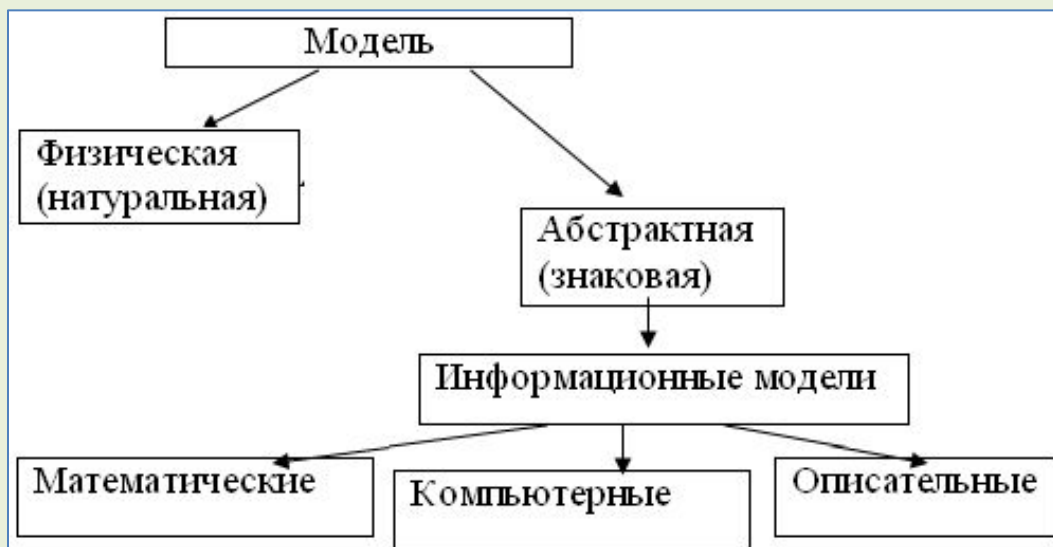 Модель
Физическая
(натуральная)
Абстрактная
(знаковая)
Информационные модели
Математические
Компьютерные
Описательные